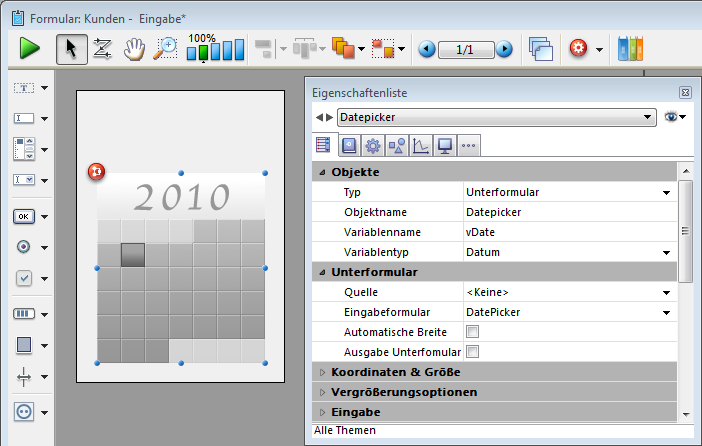 Formular: Kunden - Eingabe*
100%
1/1
Eigenschaftenliste
Datepicker
Objekte
Typ Unterformular
Objektname Datepicker
Variablenname vDate
Variablentyp Datum
Unterformular
Quelle <Keine>
Eingabeformular DatePicker
Automatische Breite
Ausgabe Unterfomular
Koordinaten & Größe
Vergrößerungsoptionen
Eingabe
Alle Themen
T
OK
2010